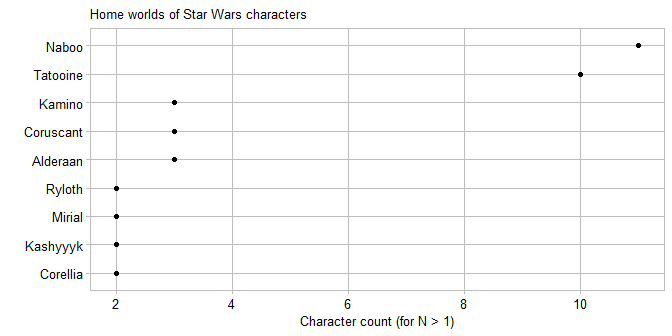 Home worlds of Star Wars characters
Naboo
Tatooine
Kamino
Coruscant
Alderaan
Ryloth
Mirial
Kashyyyk
Corellia
2 4 6 8 10
Character count (for N > 1)